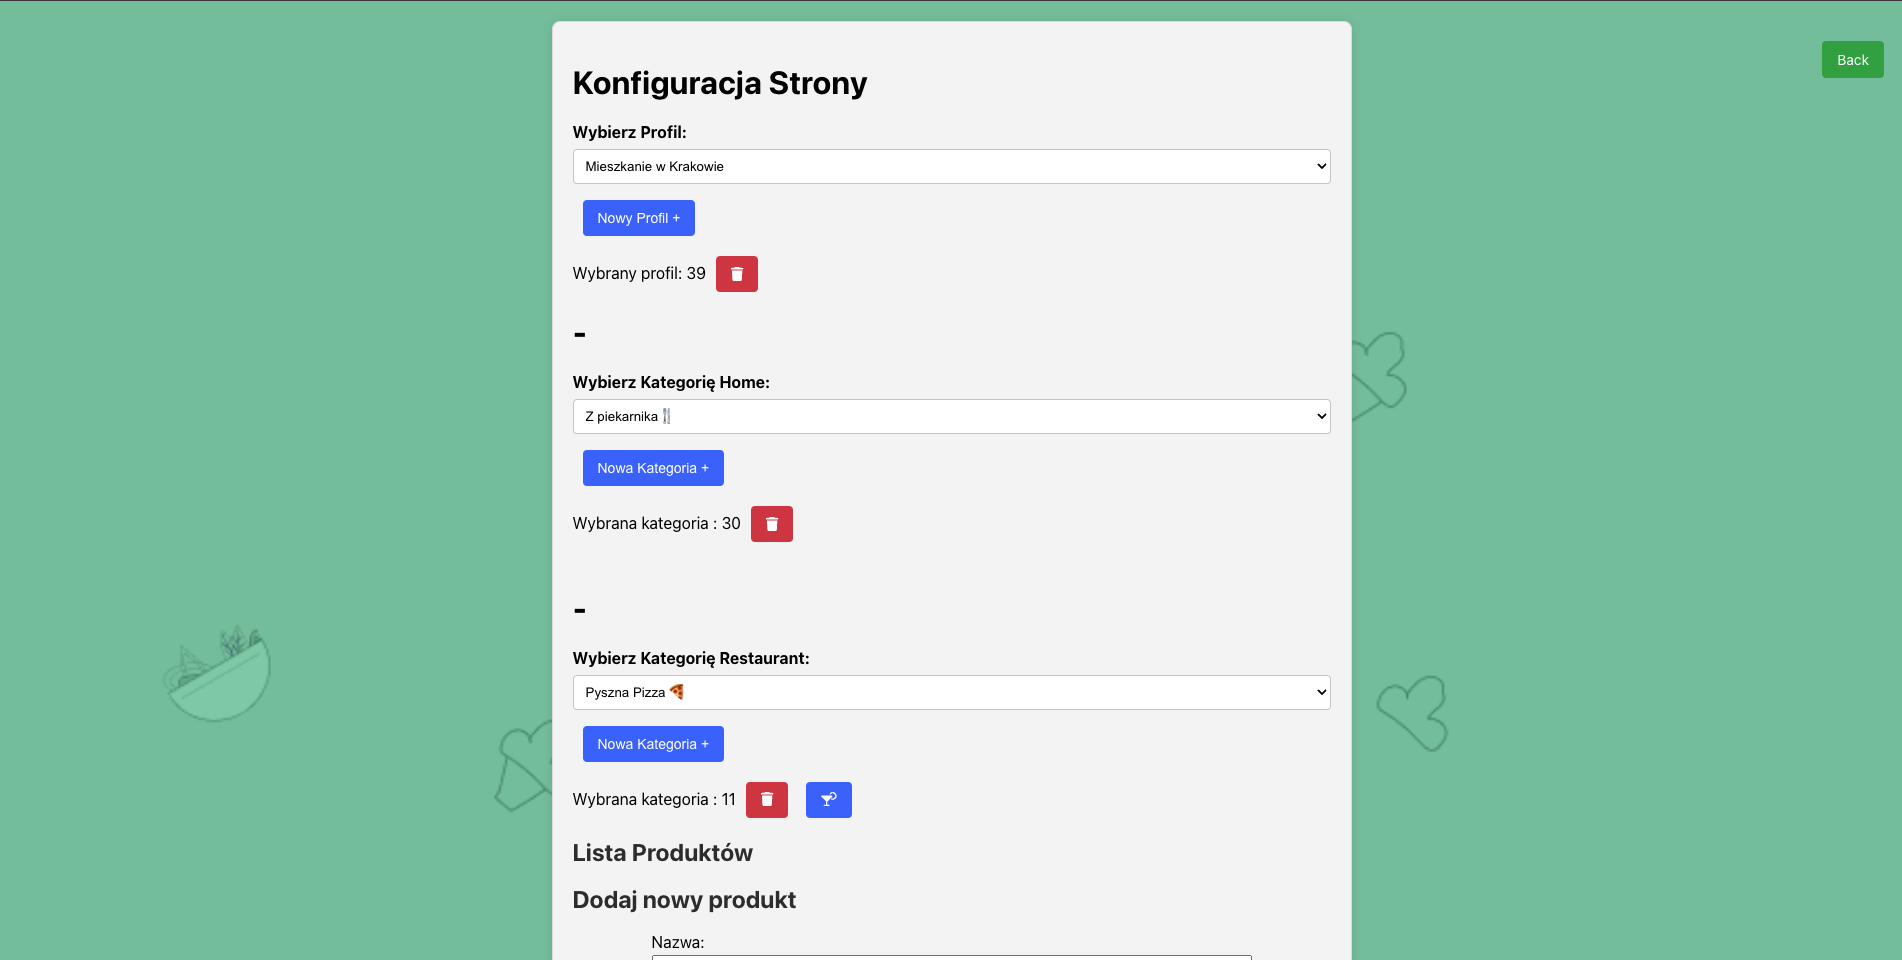 Back
Konfiguracja Strony
Wybierz Profil:
Mieszkanie w Krakowie
Nowy Profil +
Wybrany profil: 39
-
Wybierz Kategorię Home:
Z piekarnika🍴
Nowa Kategoria +
Wybrana kategoria : 30
-
Wybierz Kategorię Restaurant:
Pyszna Pizza 🍕
Nowa Kategoria +
Wybrana kategoria : 11
Lista Produktów
Dodaj nowy produkt
Nazwa: